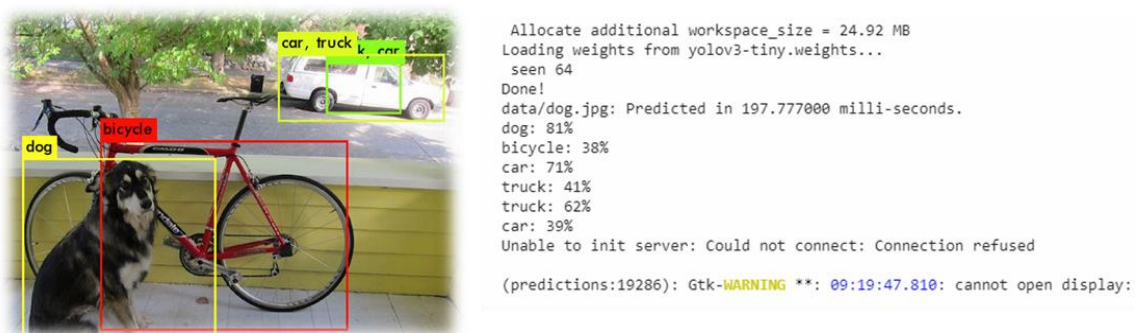 car, truck
k, car
bicycle
dog
Allocate additional workspace_size = 24.92 MB
Loading weights from yolov3-tiny.weights...
seen 64
Done!
data/dog.jpg: Predicted in 197.777000 milli-seconds.
dog: 81%
bicycle: 38%
car: 71%
truck: 41%
truck: 62%
car: 39%
Unable to init server: Could not connect: Connection refused
(predictions:19286): Gtk-WARNING **: 09:19:47.810: cannot open display: